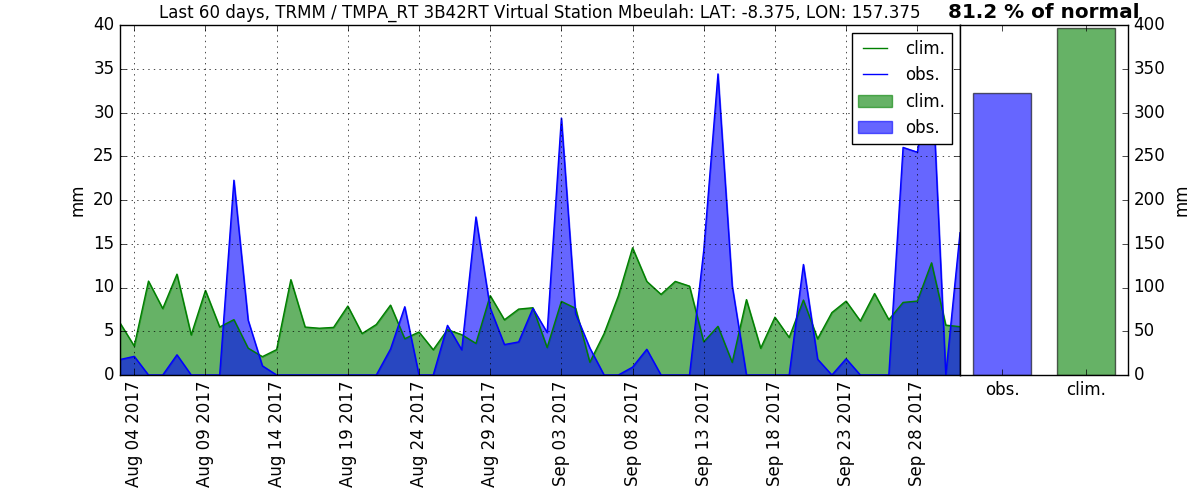 Last 60 days, TRMM / TMPA_RT 3B42RT Virtual Station Mbeulah: LAT: -8.375, LON: 157.375
81.2 % of normal
40
35
30
25
20
15
10
5
0
mm
clim.
obs.
clim.
obs.
400
350
300
250
200
150
100
50
0
mm
Aug 04 2017
Aug 09 2017
Aug 14 2017
Aug 19 2017
Aug 24 2017
Aug 29 2017
Sep 03 2017
Sep 08 2017
Sep 13 2017
Sep 18 2017
Sep 23 2017
Sep 28 2017
obs.
clim.